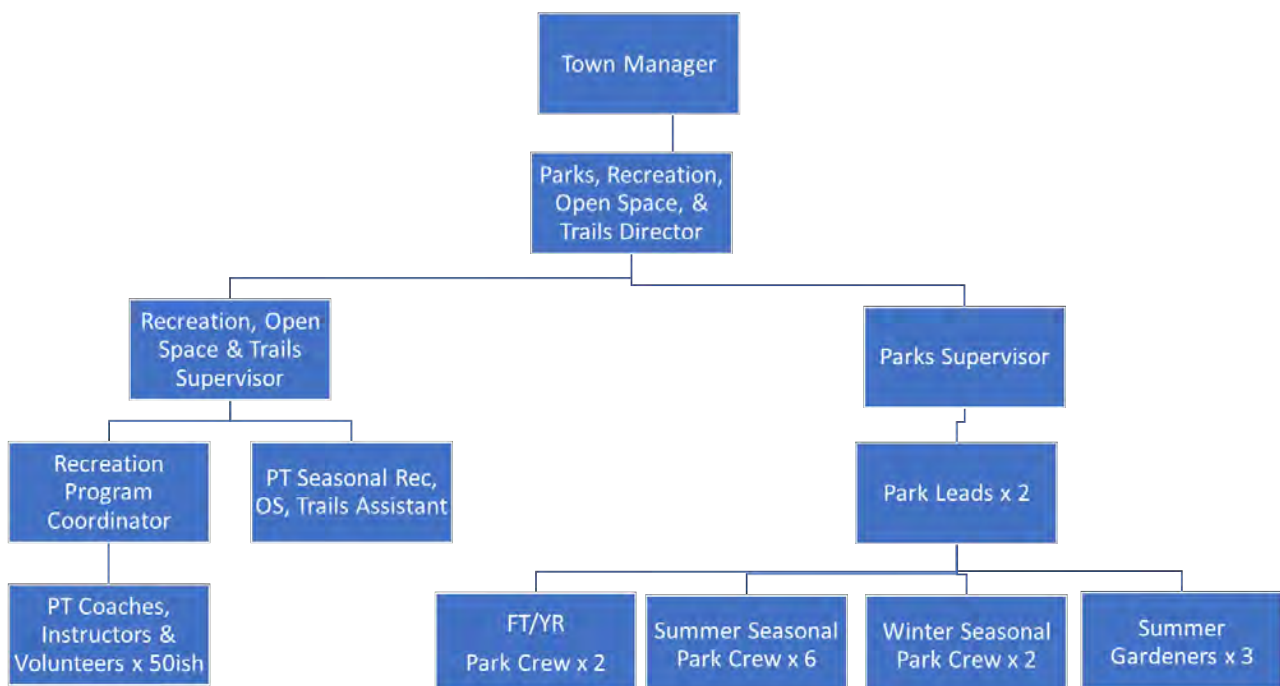 Town Manager
Parks, Recreation,
Open Space, &
Trails Director
Recreation, Open
Space & Trails
Supervisor
Parks Supervisor
Recreation
Program
Coordinator
PT Seasonal Rec,
OS, Trails Assistant
Park Leads x 2
PT Coaches,
Instructors &
Volunteers x 50ish
FT/YR
Park Crew x 2
Summer Seasonal
Park Crew x 6
Winter Seasonal
Park Crew x 2
Summer
Gardeners x 3